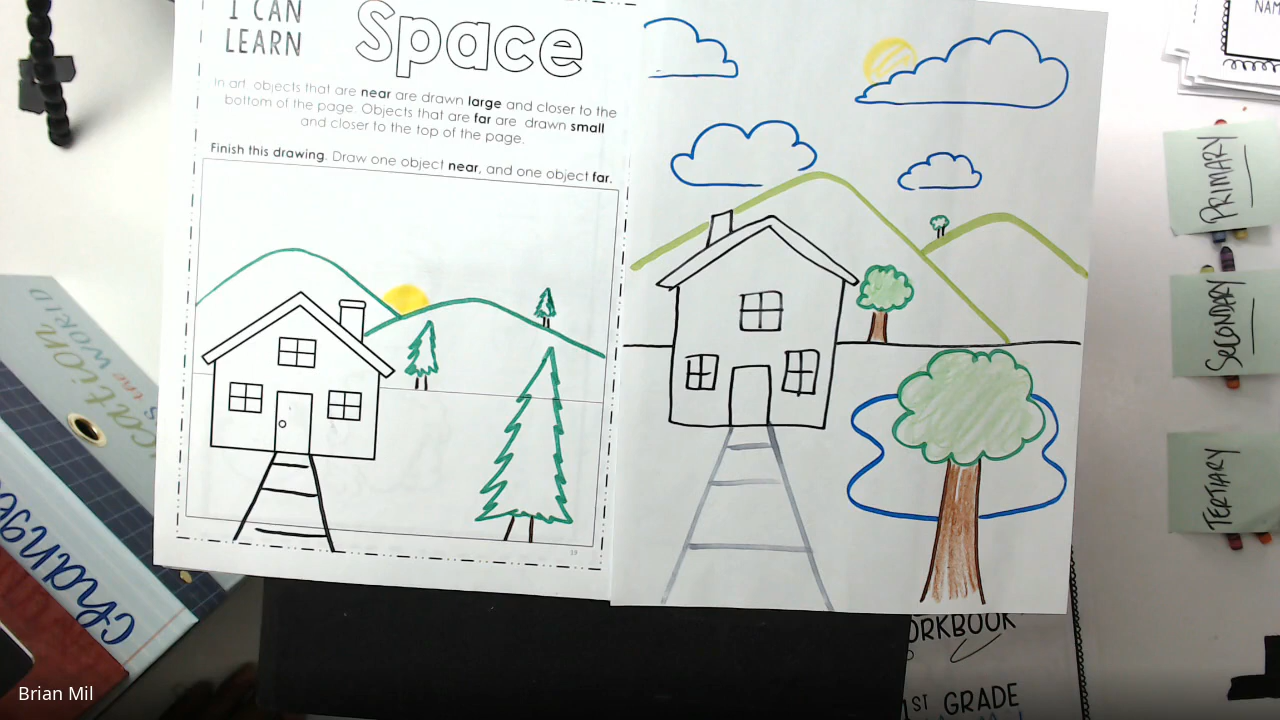 I CAN
LEARN
Space
In art, objects that are near are drawn large and closer to the
bottom of the page. Objects that are far are drawn small
and closer to the top of the page.
Finish this drawing. Draw one object near, and one object far.
PRIMARY
SECONDARY
TERTIARY
change
1ST GRADE
Brian Mil